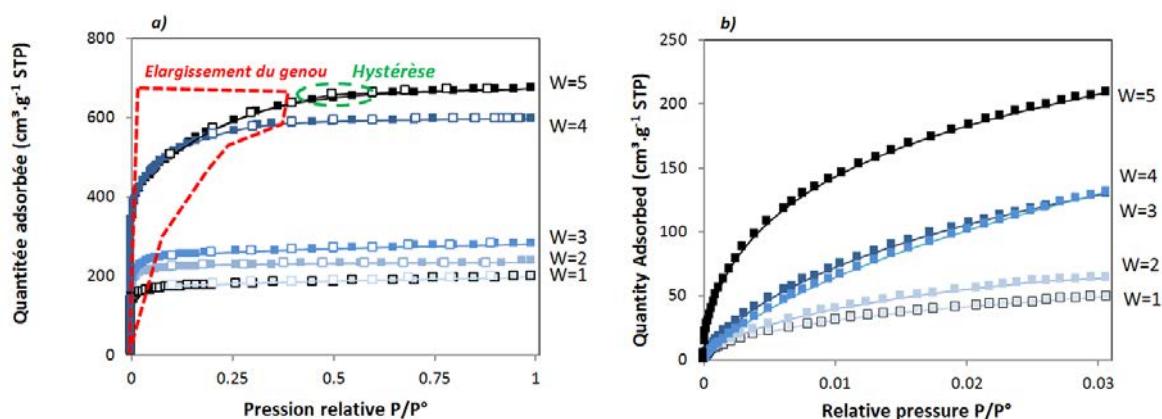 a)
800
600
400
200
0
Quantitée adsorbée (cm³.g⁻¹ STP)
Elargissement du genou
Hystérèse
W=5
W=4
W=3
W=2
W=1
0
0.25
0.5
0.75
1
Pression relative P/P°
b)
250
200
150
100
50
0
Quantity Adsorbed (cm³.g⁻¹ STP)
W=5
W=4
W=3
W=2
W=1
0
0.01
0.02
0.03
Relative pressure P/P°